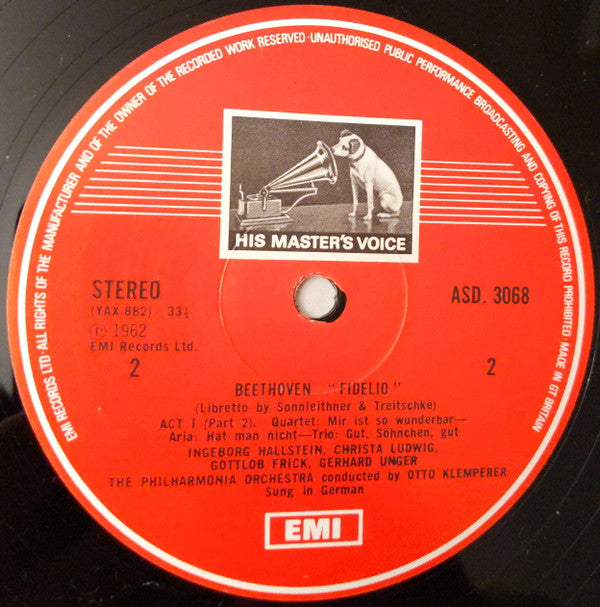 EMI RECORDS LTD·ALL RIGHTS OF THE MANUFACTURER AND OF THE OWNER OF THE RECORDED WORK RESERVED·UNAUTHORISED PUBLIC PERFORMANCE BROADCASTING AND COPYING OF THIS RECORD PROHIBITED·MADE IN GT BRITAIN
HIS MASTER'S VOICE
STEREO
ASD. 3068
(YAX.882) 33⅓
Ⓟ 1962
EMI Records Ltd.
2
2
BEETHOVEN "FIDELIO"
(Libretto by Sonnleithner & Treitschke)
ACT I (Part 2). Quartet: Mir ist so wunderbar—
Aria: Hat man nicht—Trio: Gut, Söhnchen, gut
INGEBORG HALLSTEIN, CHRISTA LUDWIG,
GOTTLOB FRICK, GERHARD UNGER
THE PHILHARMONIA ORCHESTRA conducted by OTTO KLEMPERER
Sung in German
EMI